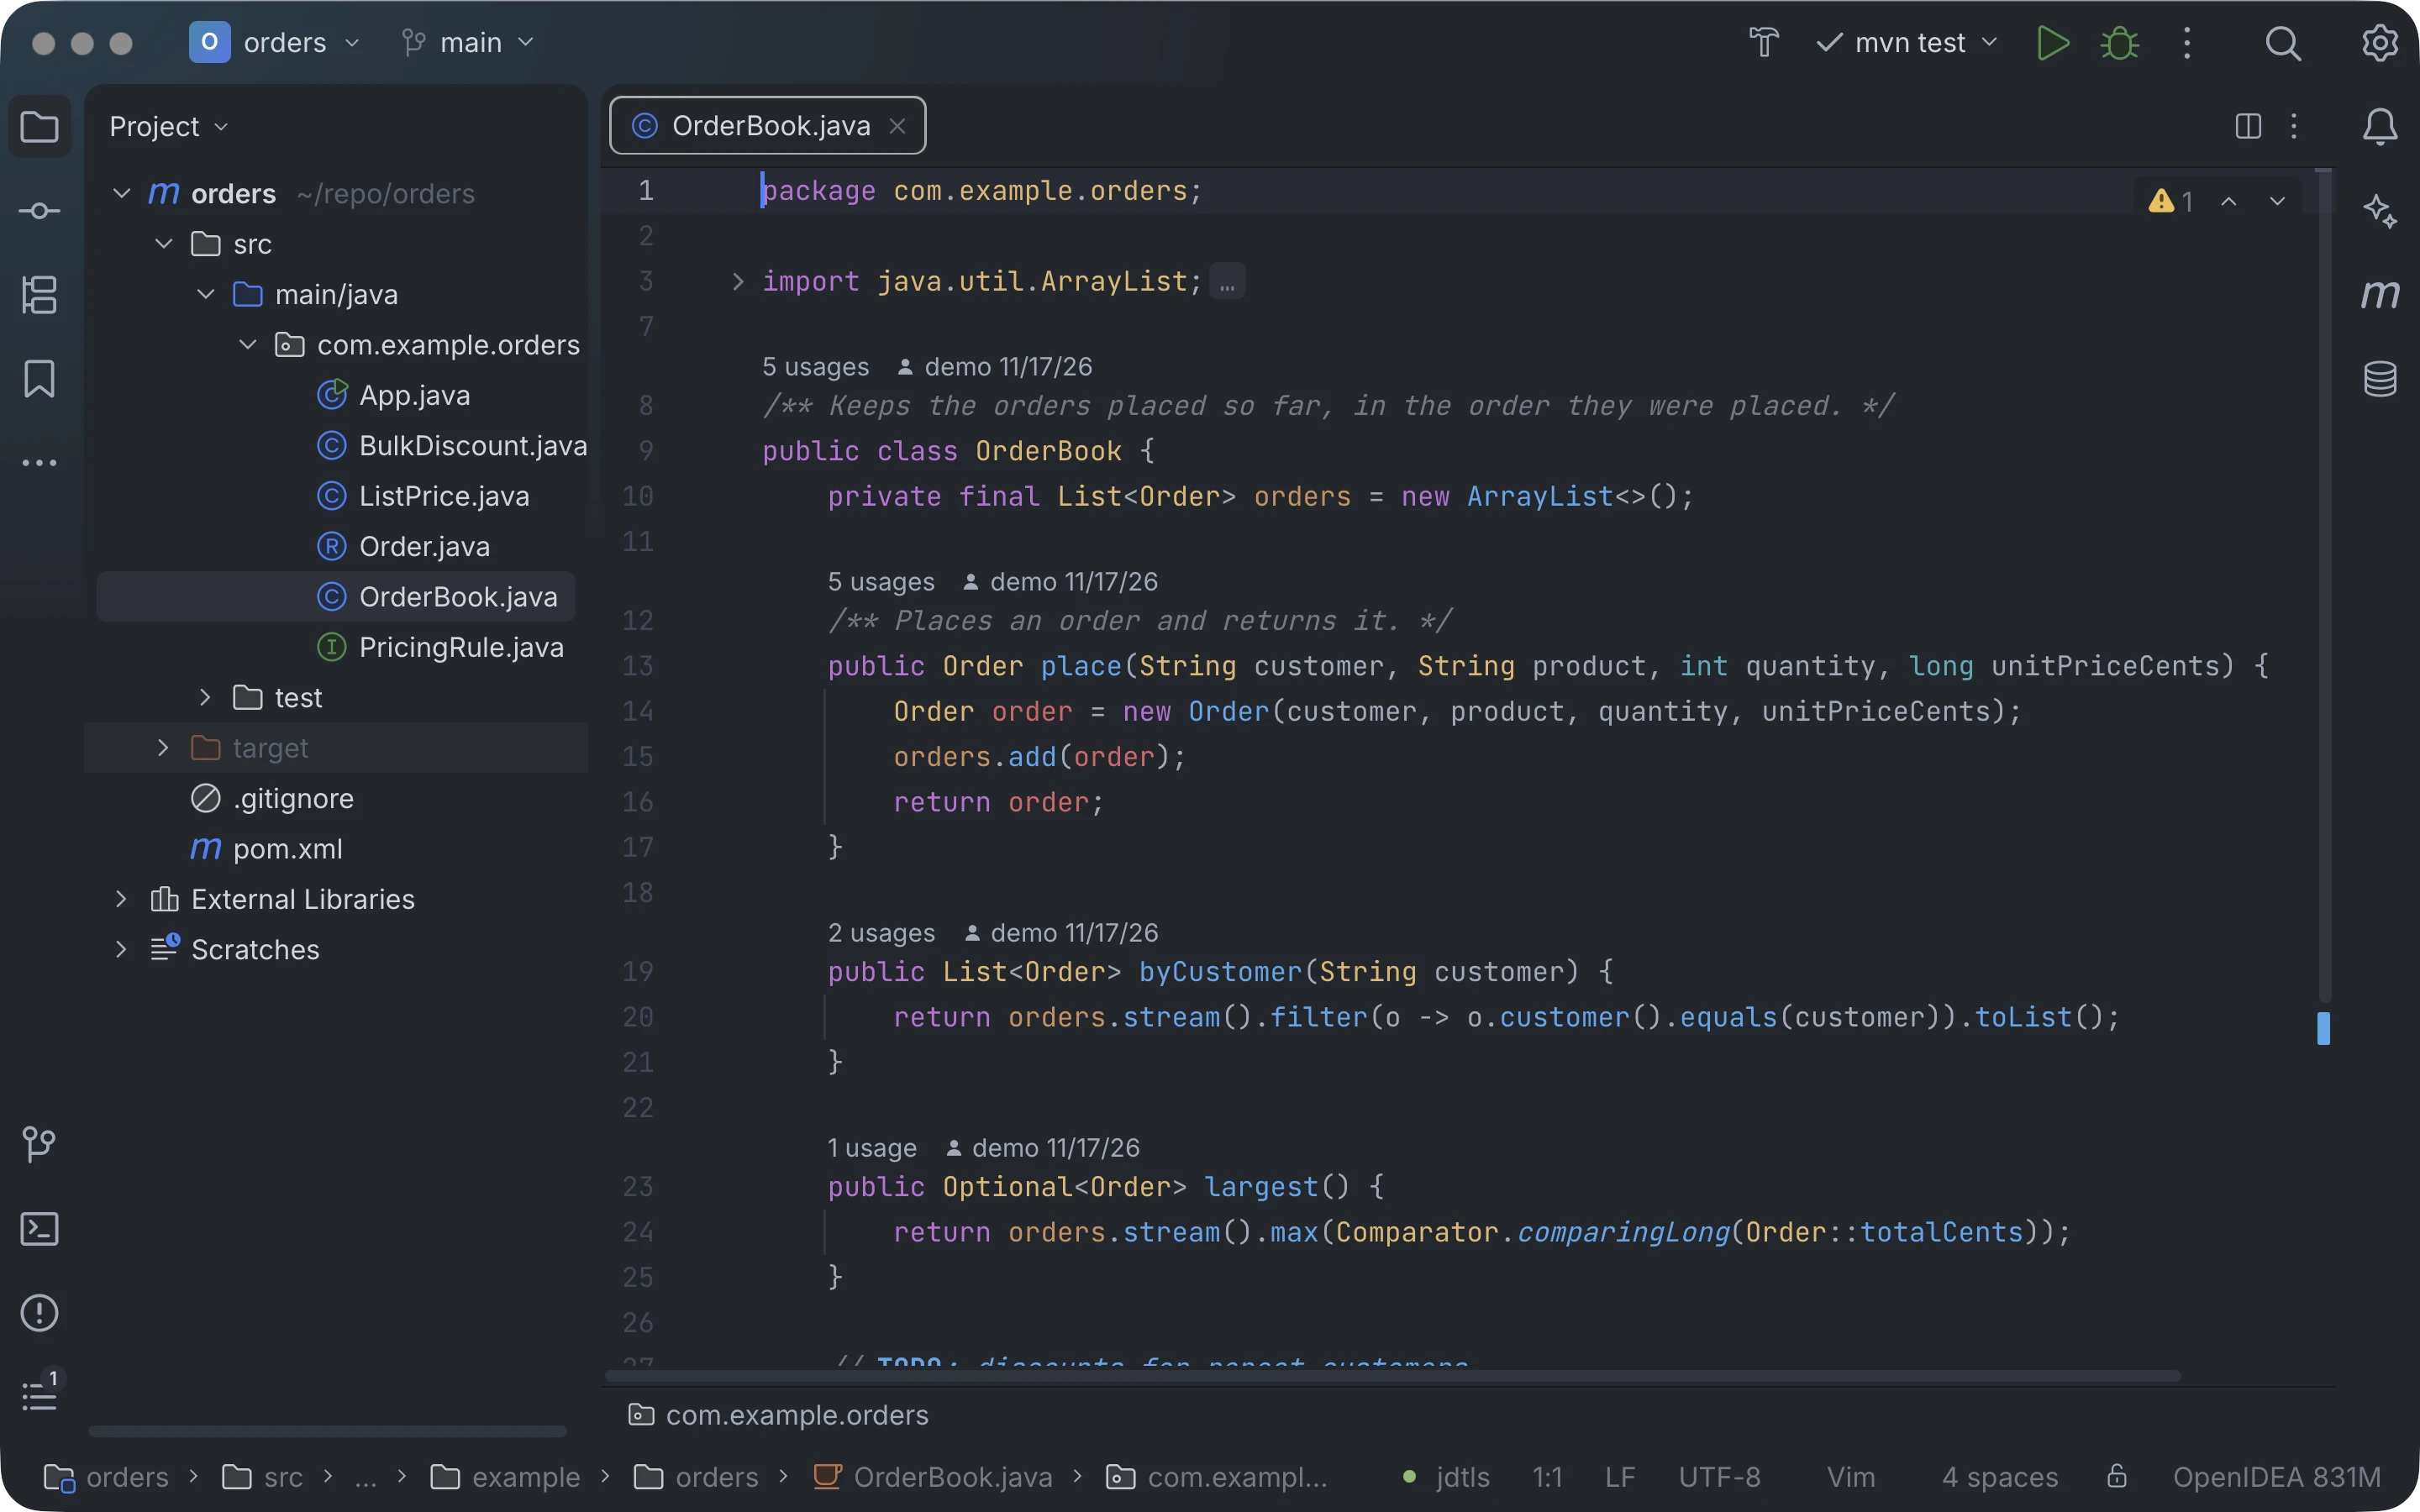 O orders main mvn test
Project
OrderBook.java
orders ~/repo/orders
src
main/java
com.example.orders
App.java
BulkDiscount.java
ListPrice.java
Order.java
OrderBook.java
PricingRule.java
test
target
.gitignore
m pom.xml
External Libraries
Scratches
1
1 package com.example.orders;
1
2
3 import java.util.ArrayList; ...
7
5 usages demo 11/17/26
8 /** Keeps the orders placed so far, in the order they were placed. */
9 public class OrderBook {
10 private final List<Order> orders = new ArrayList<>();
11
5 usages demo 11/17/26
12 /** Places an order and returns it. */
13 public Order place(String customer, String product, int quantity, long unitPriceCents) {
14 Order order = new Order(customer, product, quantity, unitPriceCents);
15 orders.add(order);
16 return order;
17 }
18
2 usages demo 11/17/26
19 public List<Order> byCustomer(String customer) {
20 return orders.stream().filter(o -> o.customer().equals(customer)).toList();
21 }
22
1 usage demo 11/17/26
23 public Optional<Order> largest() {
24 return orders.stream().max(Comparator.comparingLong(Order::totalCents));
25 }
26
27 // TODO: discounts for repeat customers
com.example.orders
orders > src > ... > example > orders > OrderBook.java > com.exampl...
jdtls 1:1 LF UTF-8 Vim 4 spaces OpenIDEA 831M